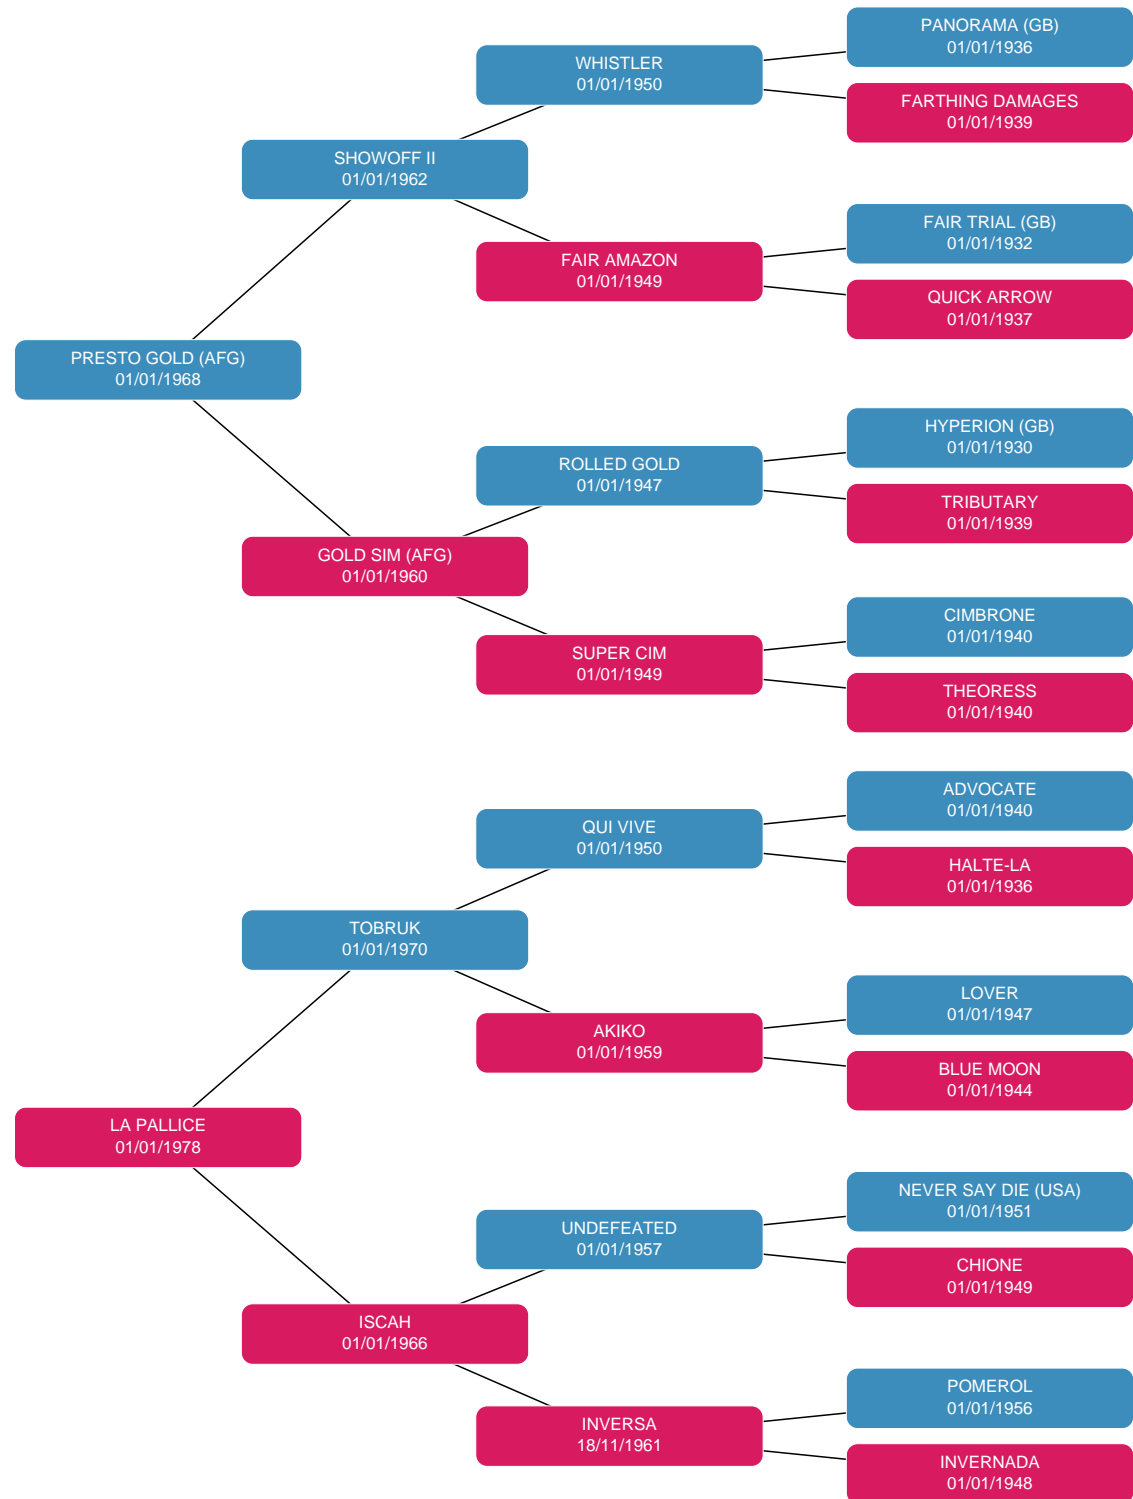 PANORAMA (GB)
01/01/1936
WHISTLER
01/01/1950
FARTHING DAMAGES
01/01/1939
SHOWOFF II
01/01/1962
FAIR TRIAL (GB)
01/01/1932
FAIR AMAZON
01/01/1949
QUICK ARROW
01/01/1937
PRESTO GOLD (AFG)
01/01/1968
HYPERION (GB)
01/01/1930
ROLLED GOLD
01/01/1947
TRIBUTARY
01/01/1939
GOLD SIM (AFG)
01/01/1960
CIMBRONE
01/01/1940
SUPER CIM
01/01/1949
THEORESS
01/01/1940
ADVOCATE
01/01/1940
QUI VIVE
01/01/1950
HALTE-LA
01/01/1936
TOBRUK
01/01/1970
LOVER
01/01/1947
AKIKO
01/01/1959
BLUE MOON
01/01/1944
LA PALLICE
01/01/1978
NEVER SAY DIE (USA)
01/01/1951
UNDEFEATED
01/01/1957
CHIONE
01/01/1949
ISCAH
01/01/1966
POMEROL
01/01/1956
INVERSA
18/11/1961
INVERNADA
01/01/1948